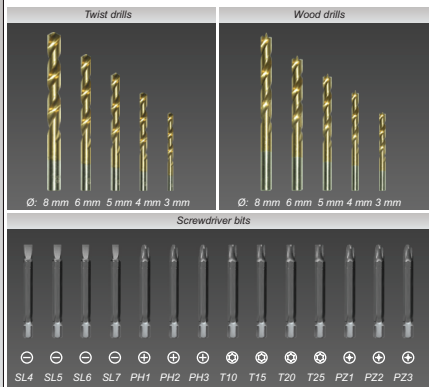 Twist drills
Wood drills
Ø: 8 mm 6 mm 5 mm 4 mm 3 mm
Ø: 8 mm 6 mm 5 mm 4 mm 3 mm
Screwdriver bits
SL4 SL5 SL6 SL7 PH1 PH2 PH3 T10 T15 T20 T25 PZ1 PZ2 PZ3